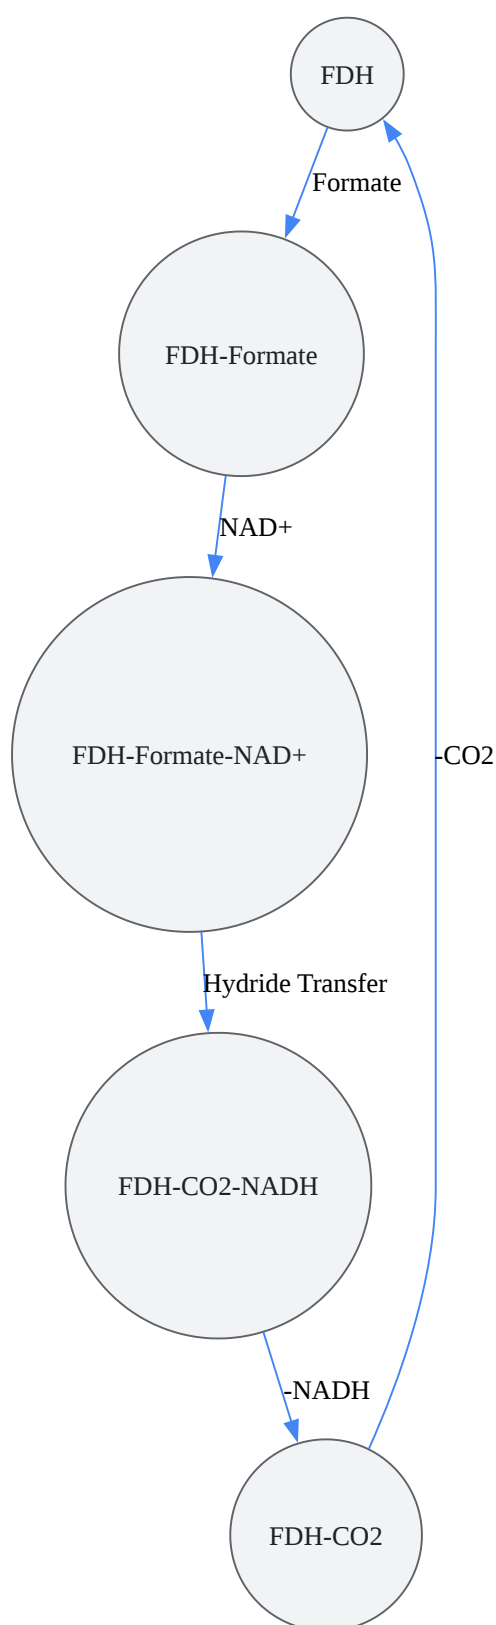 FDH
Formate
FDH-Formate
NAD+
FDH-Formate-NAD+
-CO2
Hydride Transfer
FDH-CO2-NADH
-NADH
FDH-CO2